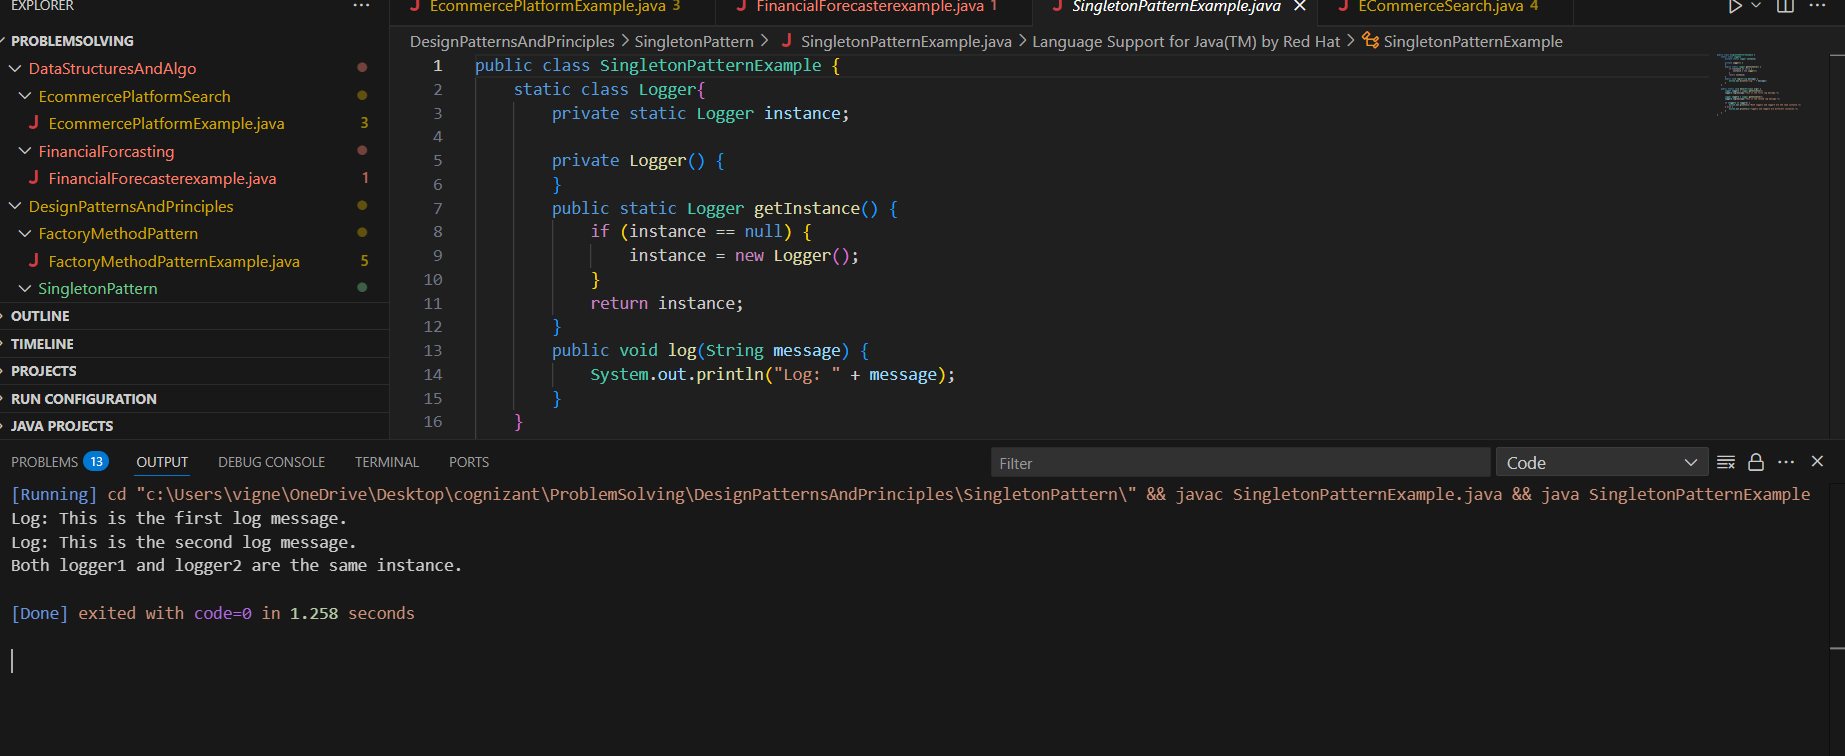 EXPLORER
···
PROBLEMSOLVING
DataStructuresAndAlgo
EcommercePlatformSearch
J EcommercePlatformExample.java 3
FinancialForcasting
J FinancialForecasterexample.java 1
DesignPatternsAndPrinciples
FactoryMethodPattern
J FactoryMethodPatternExample.java 5
SingletonPattern
OUTLINE
TIMELINE
PROJECTS
RUN CONFIGURATION
JAVA PROJECTS
J EcommercePlatformExample.java 3
J FinancialForecasterexample.java 1
J SingletonPatternExample.java
J ECommerceSearch.java 4
DesignPatternsAndPrinciples > SingletonPattern > J SingletonPatternExample.java > Language Support for Java(TM) by Red Hat > SingletonPatternExample
1 public class SingletonPatternExample {
2 static class Logger{
3 private static Logger instance;
4
5 private Logger() {
6 }
7 public static Logger getInstance() {
8 if (instance == null) {
9 instance = new Logger();
10 }
11 return instance;
12 }
13 public void log(String message) {
14 System.out.println("Log: " + message);
15 }
16 }
PROBLEMS 13 OUTPUT DEBUG CONSOLE TERMINAL PORTS
Filter
Code
[Running] cd "c:\Users\vigne\OneDrive\Desktop\cognizant\ProblemSolving\DesignPatternsAndPrinciples\SingletonPattern\" && javac SingletonPatternExample.java && java SingletonPatternExample
Log: This is the first log message.
Log: This is the second log message.
Both logger1 and logger2 are the same instance.
[Done] exited with code=0 in 1.258 seconds